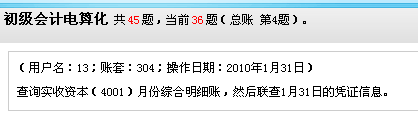 初级会计电算化 共45题，当前36题（总账 第4题）。
（用户名：13；账套：304；操作日期：2010年1月31日）
查询实收资本（4001）月份综合明细账，然后联查1月31日的凭证信息。